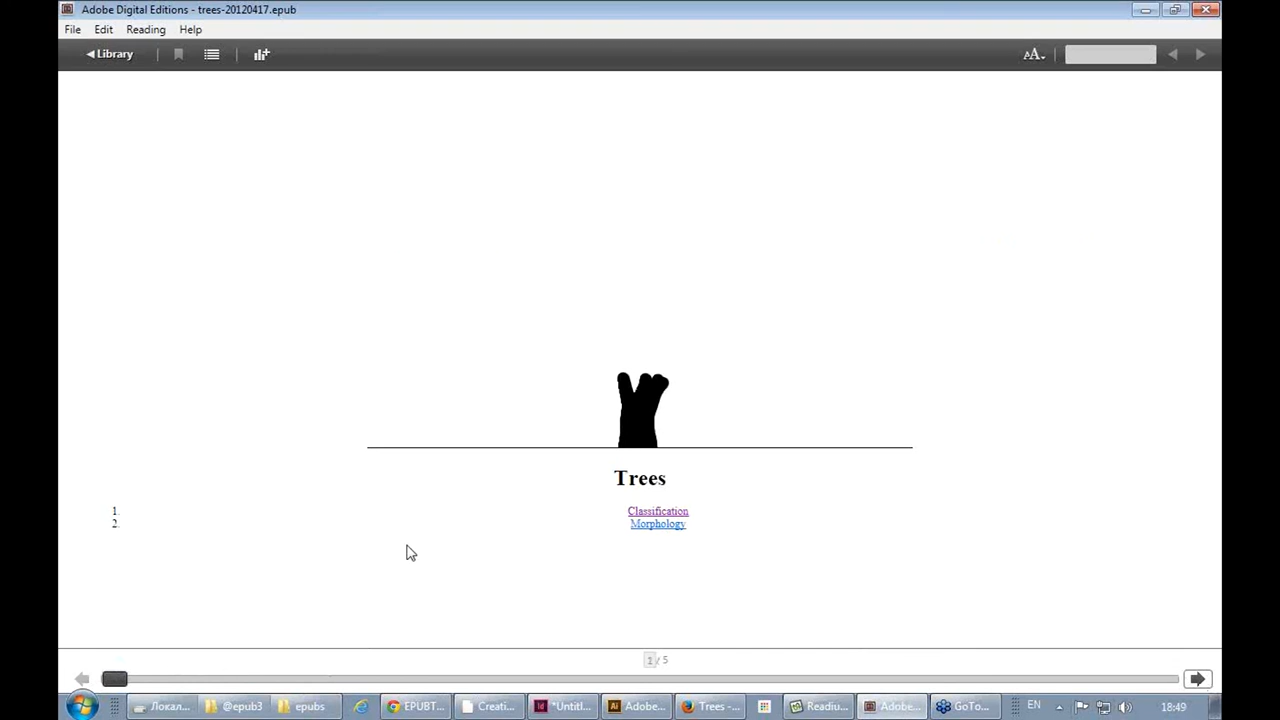 Adobe Digital Editions - trees-20120417.epub
File Edit Reading Help
Library AA
Trees
1. Classification
2. Morphology
1 / 5
Локал... @epub3 epubs EPUBT... Creati... *Untitl... Adobe... Trees -... Readiu... Adobe... GoTo... EN 18:49